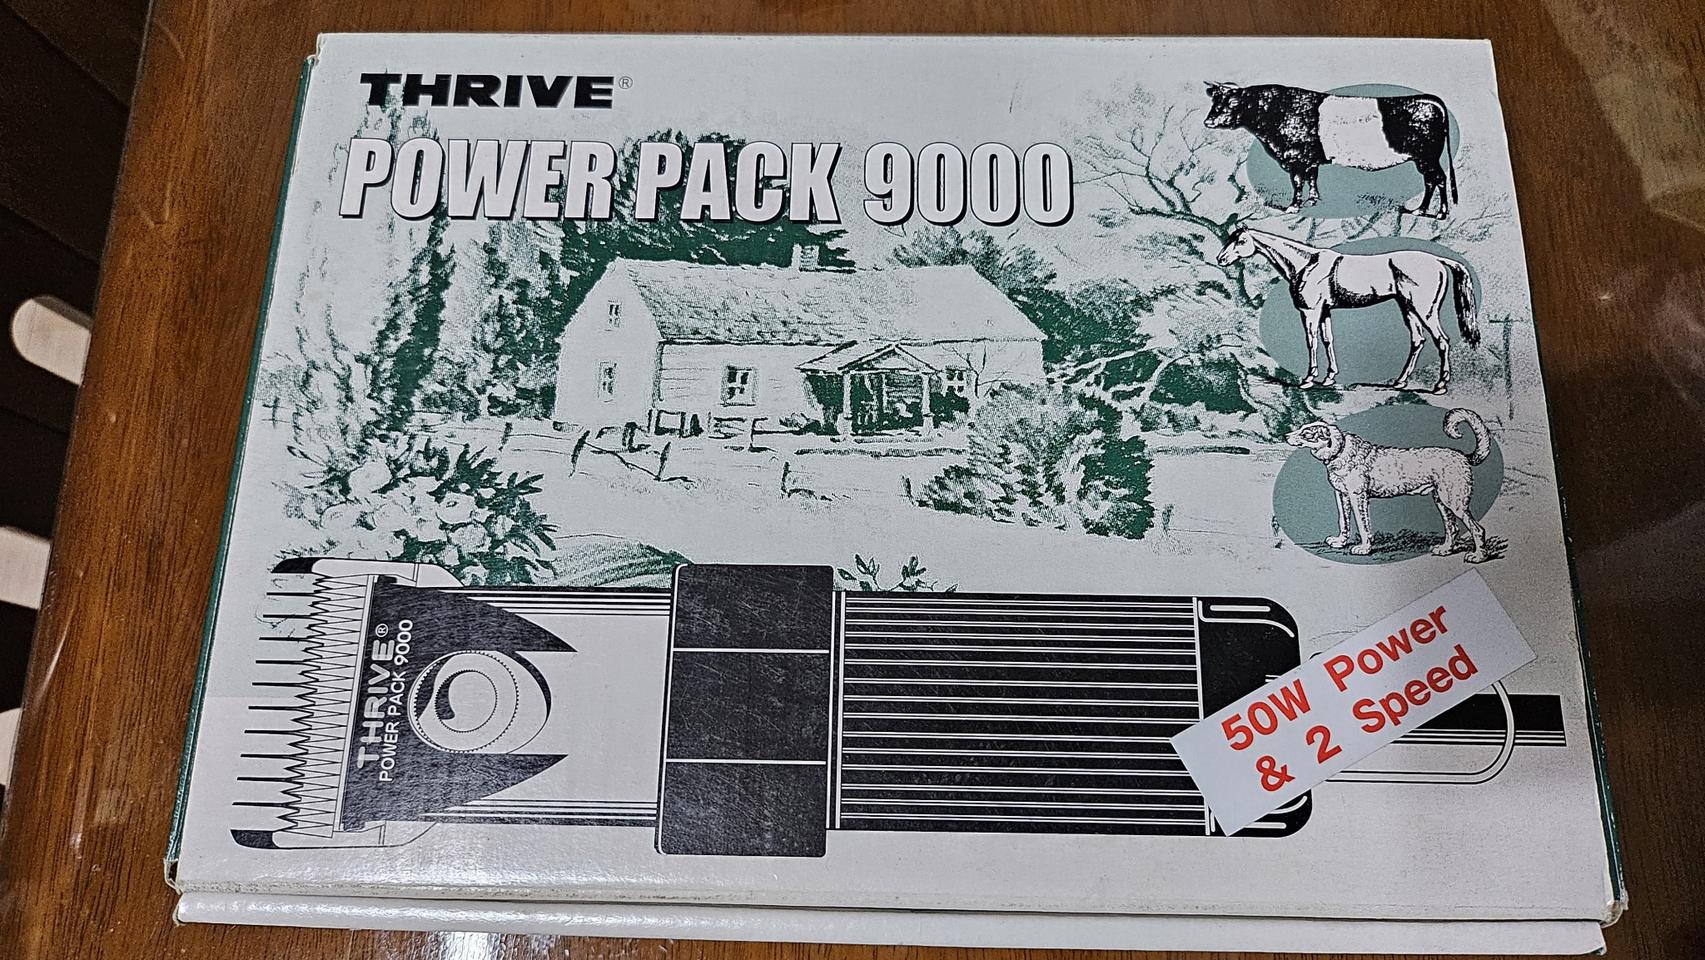 THRIVE®
POWER PACK 9000
THRIVE®
POWER PACK 9000
50W Power
& 2 Speed